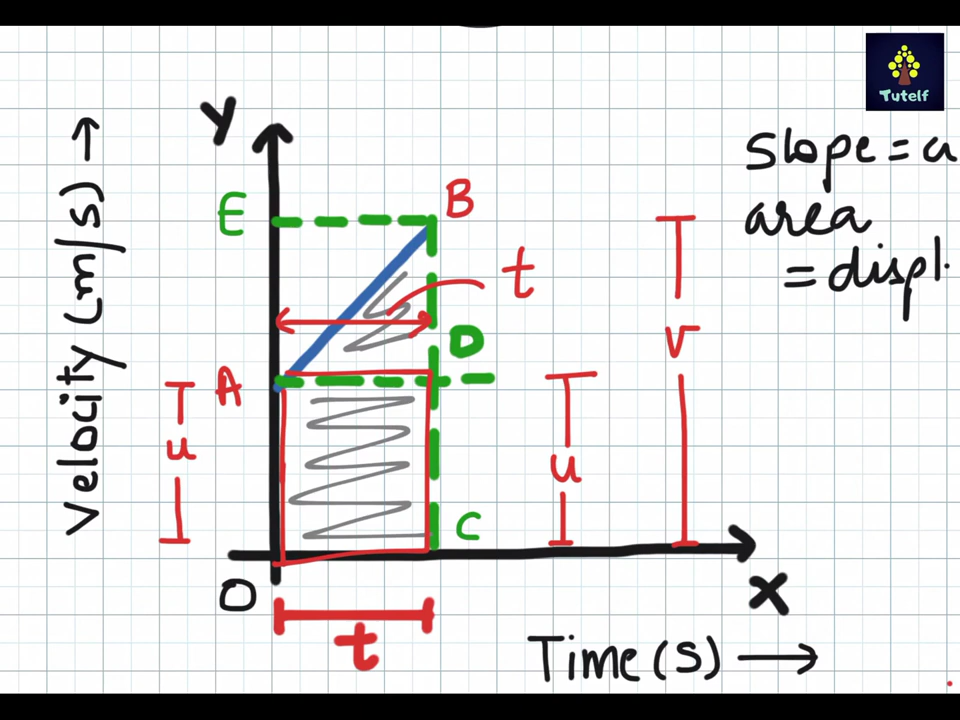 Tutelf
Y
Velocity (m/s) →
E
B
slope = a
area
= displ.
t
D
v
A
u
u
C
O
X
t
Time (S) →